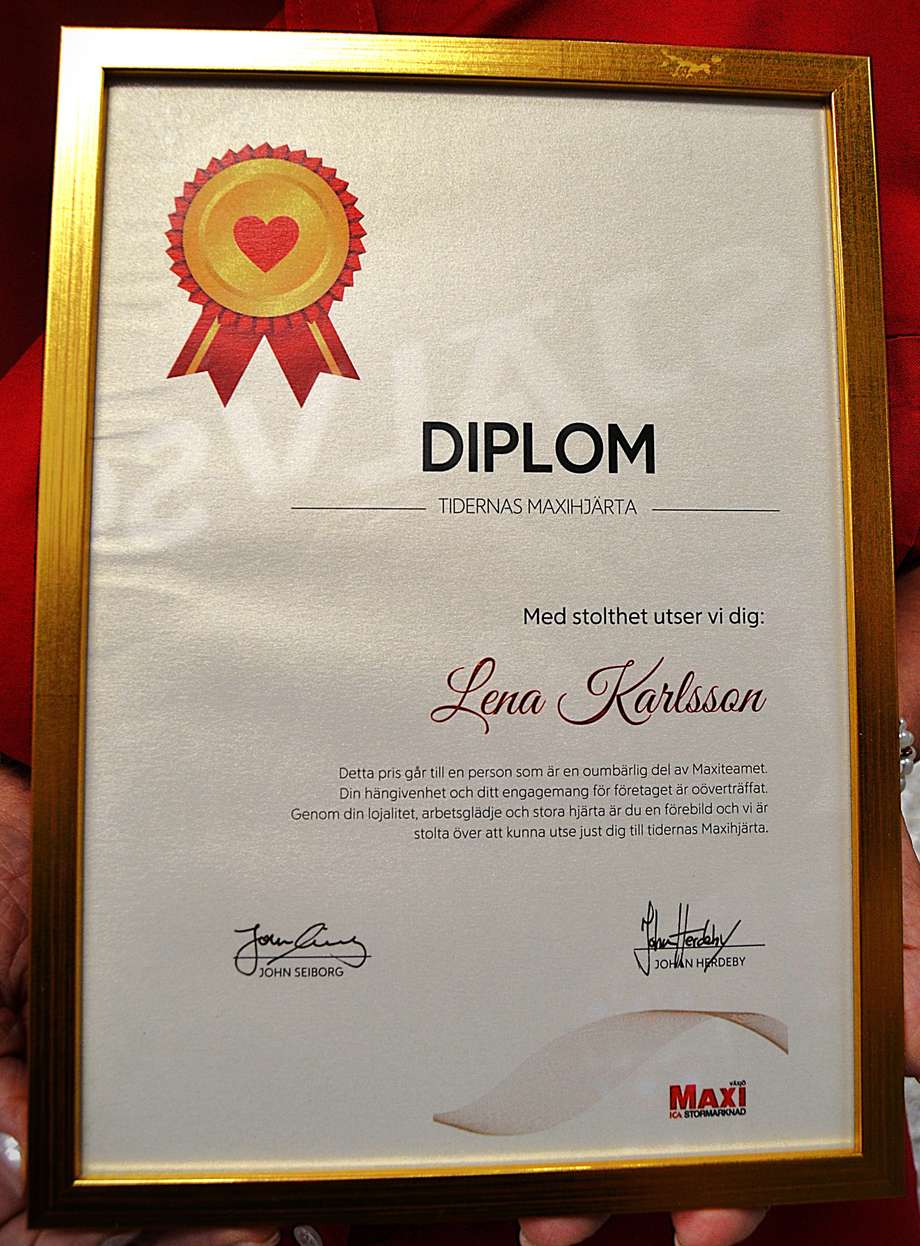 DIPLOM
TIDERNAS MAXIHJÄRTA
Med stolthet utser vi dig:
Lena Karlsson
Detta pris går till en person som är en oumbärlig del av Maxiteamet.
Din hängivenhet och ditt engagemang för företaget är oöverträffat.
Genom din lojalitet, arbetsglädje och stora hjärta är du en förebild och vi är
stolta över att kunna utse just dig till tidernas Maxihjärta.
John Herdeby
JOHN SEIBORG
JOHAN HERDEBY
VÄXJÖ
MAXI
ICA STORMARKNAD